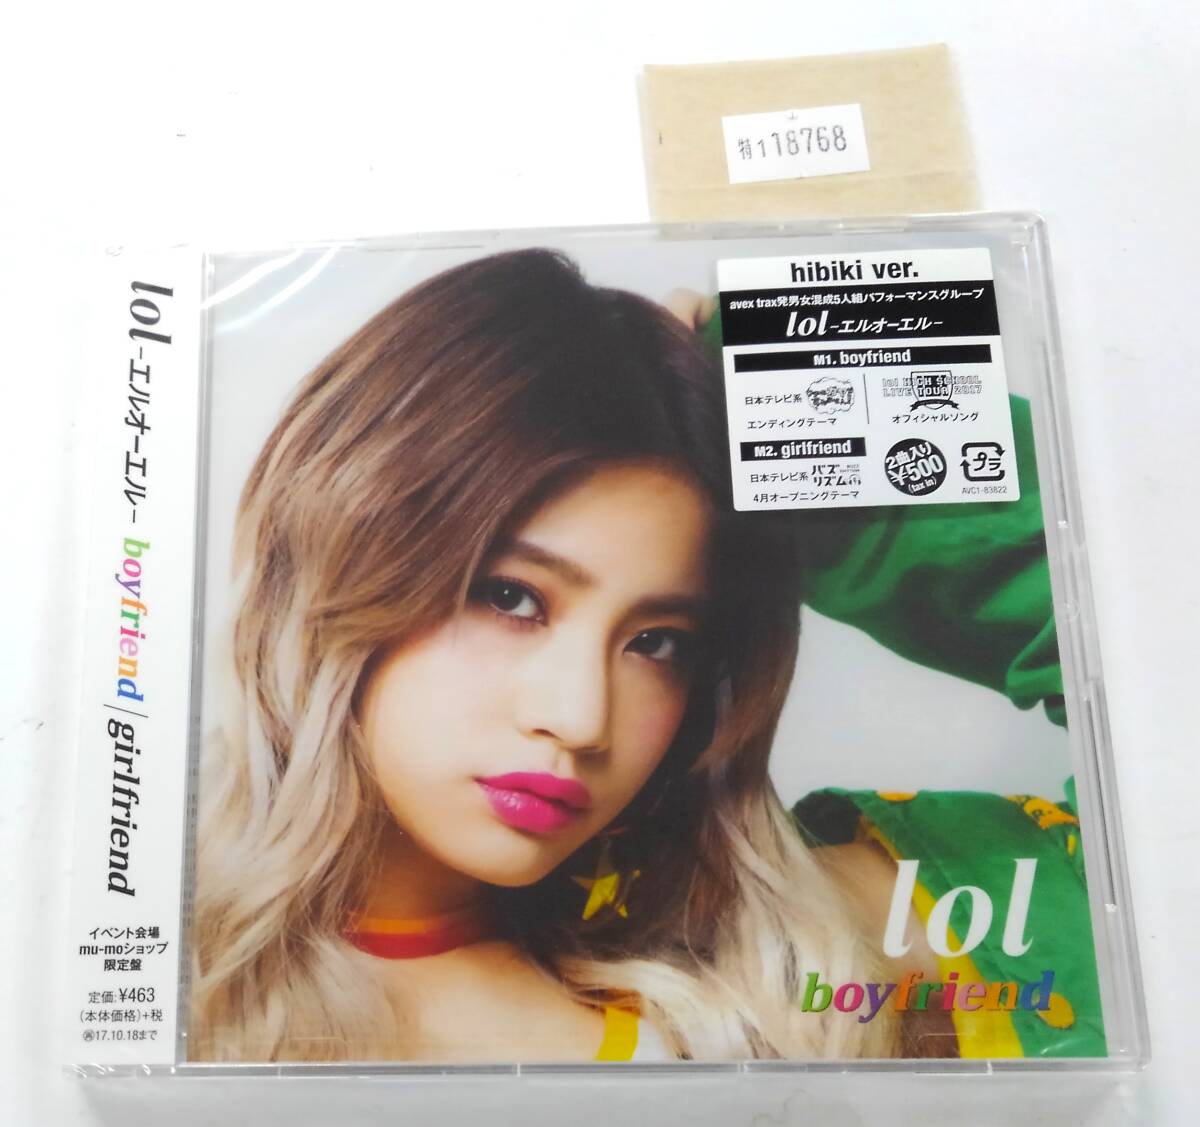 特1 18768
lol-エルオーエル- boyfriend/girlfriend
イベント会場
mu-moショップ
限定盤
定価:¥463
(本体価格)+税
17.10.18まで
hibiki ver.
avex trax発男女混成5人組パフォーマンスグループ
lol-エルオーエル-
M1. boyfriend
日本テレビ系
エンディングテーマ
lol HIGH SCHOOL
LIVE TOUR 2017
オフィシャルソング
M2. girlfriend
日本テレビ系 バズリズム
4月オープニングテーマ
2曲入り
¥500
(tax in)
プラ
AVC1-83822
lol
boyfriend